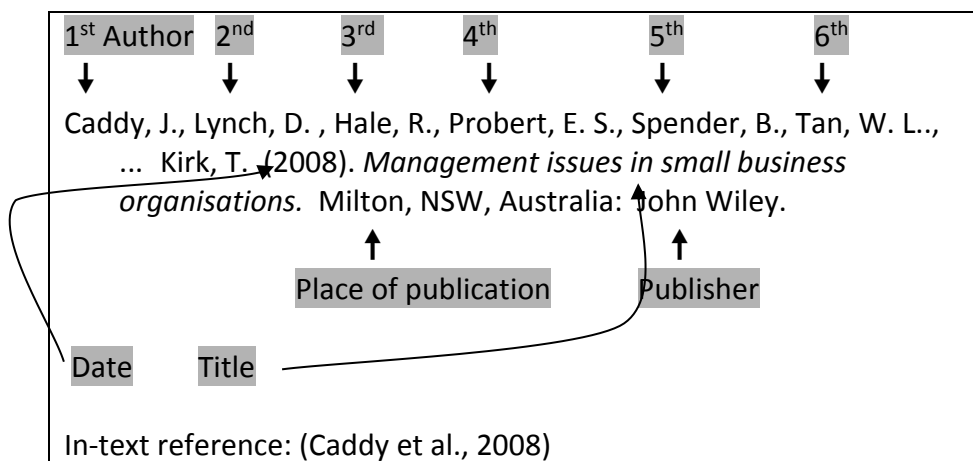 1st Author 2nd 3rd 4th 5th 6th
Caddy, J., Lynch, D. , Hale, R., Probert, E. S., Spender, B., Tan, W. L..,
... Kirk, T. (2008). Management issues in small business
organisations. Milton, NSW, Australia: John Wiley.
Place of publication Publisher
Date Title
In-text reference: (Caddy et al., 2008)